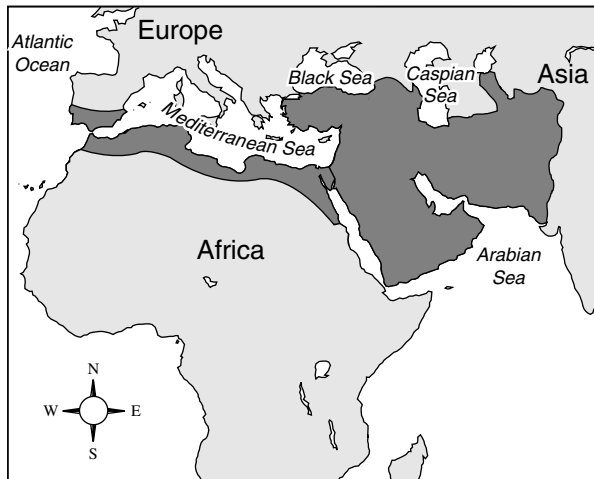 Atlantic
Ocean
Europe
Black Sea
Caspian
Sea
Asia
Mediterranean Sea
Africa
Arabian
Sea
N
W
E
S